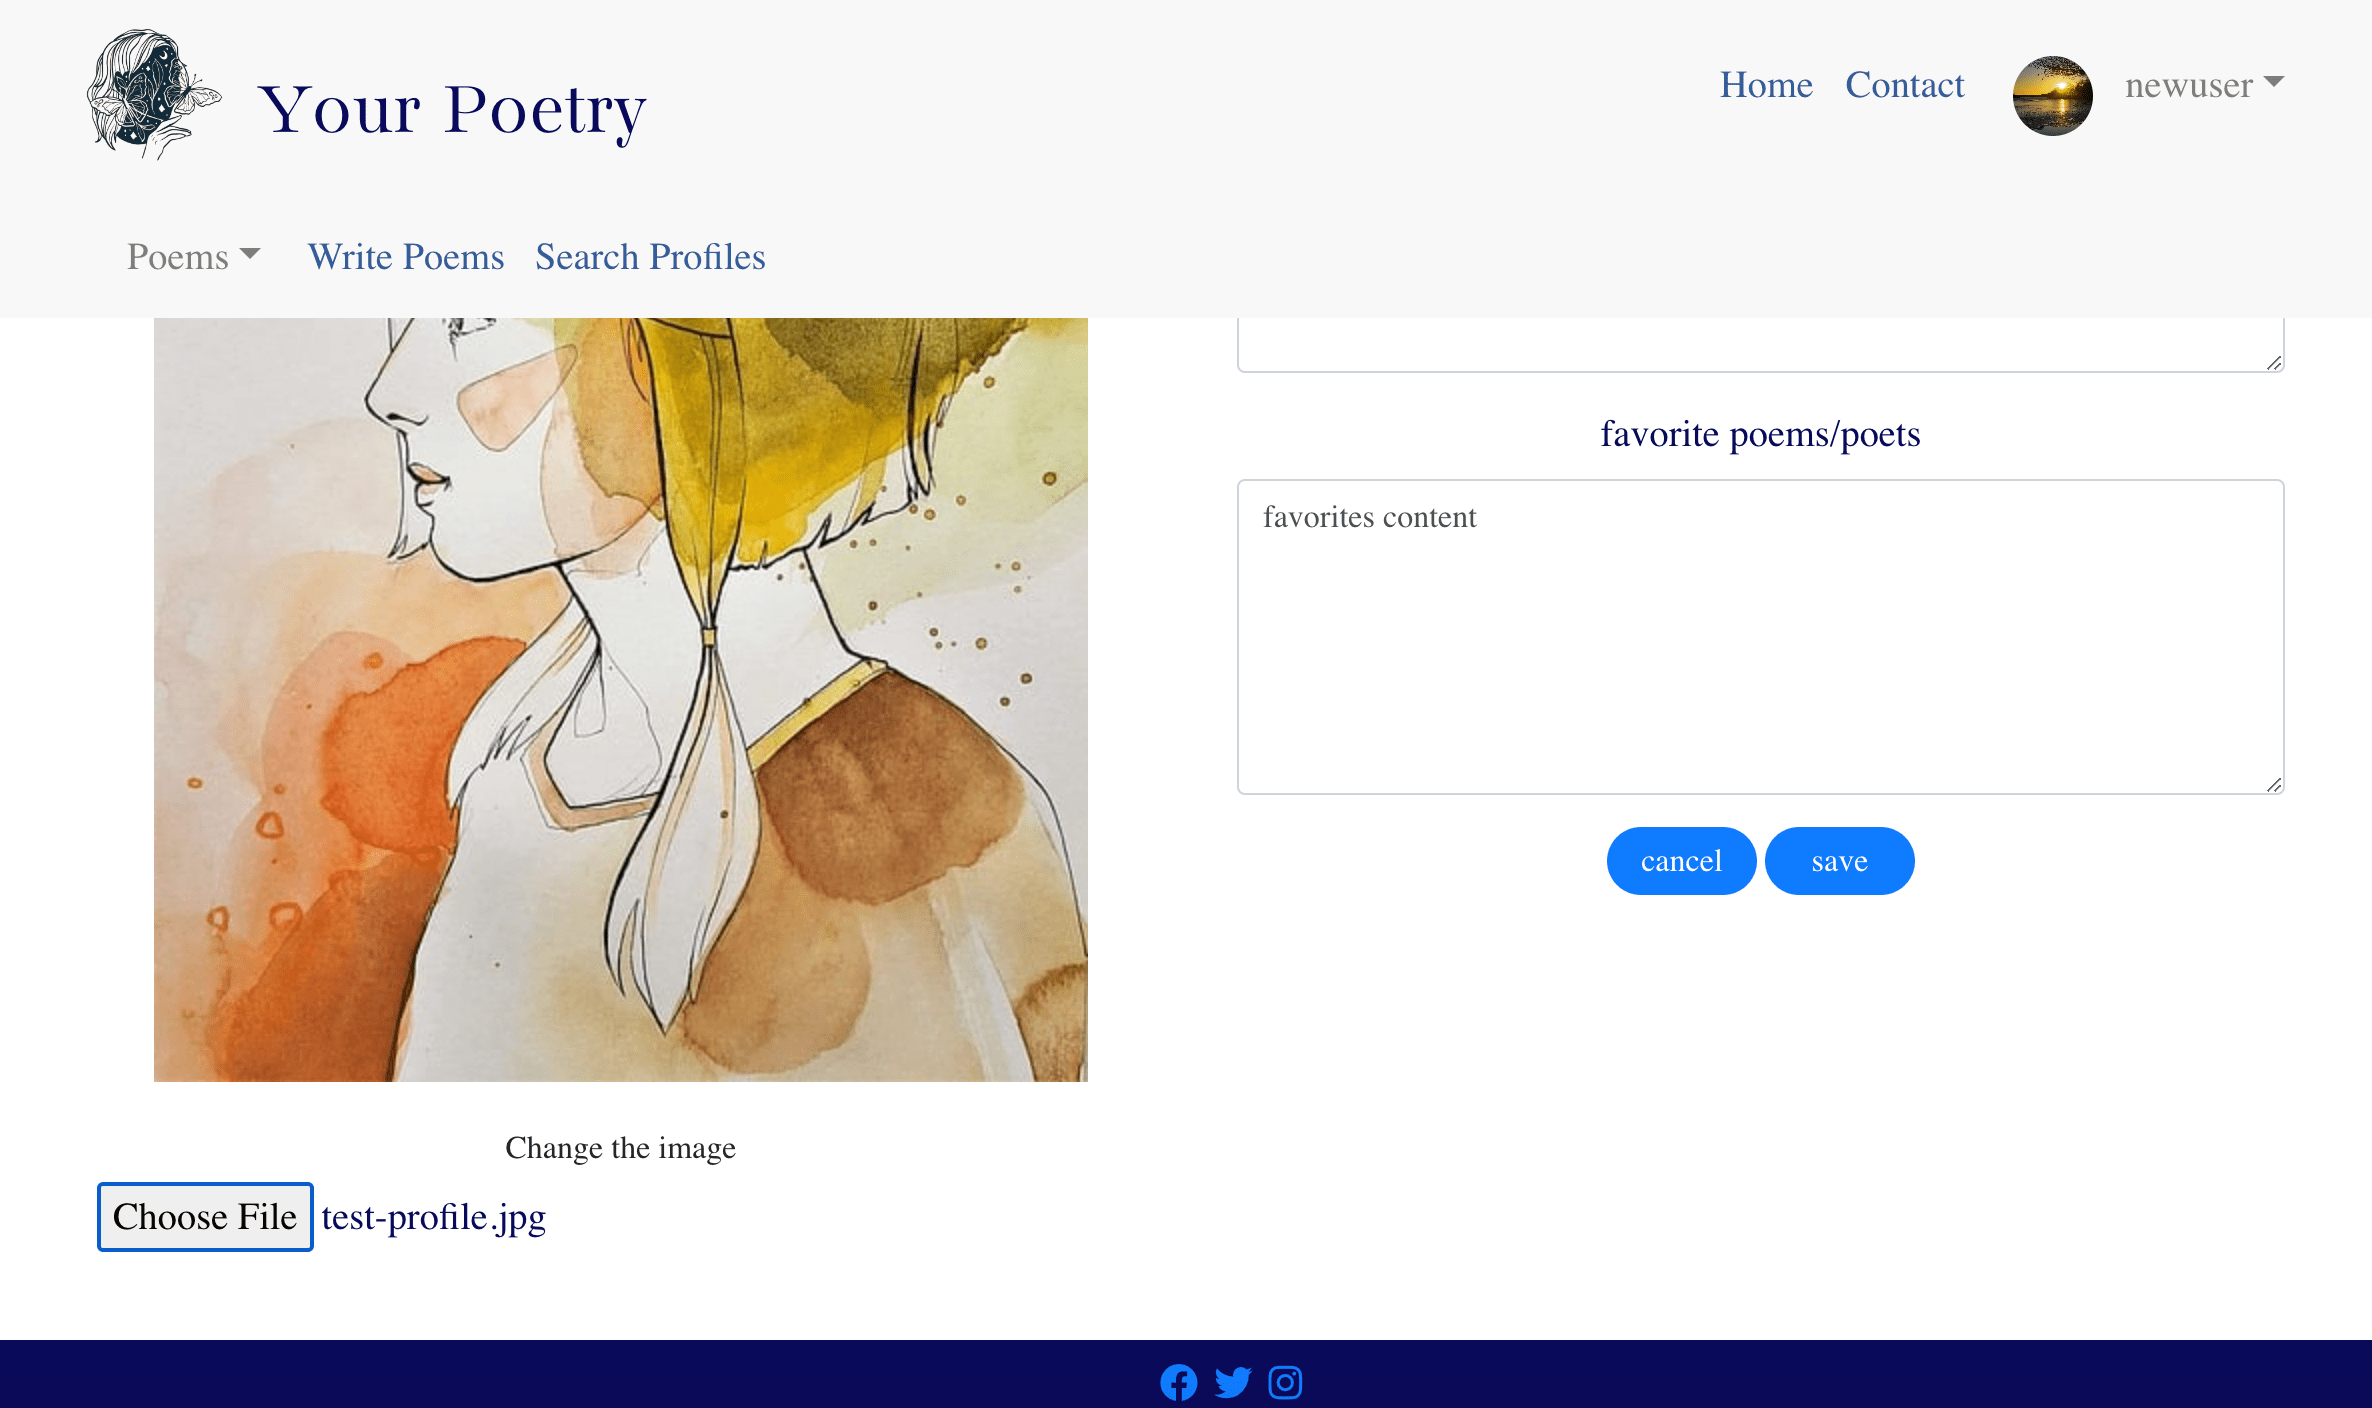 Your Poetry
Home Contact newuser
Poems Write Poems Search Profiles
favorite poems/poets
favorites content
cancel save
Change the image
Choose File test-profile.jpg